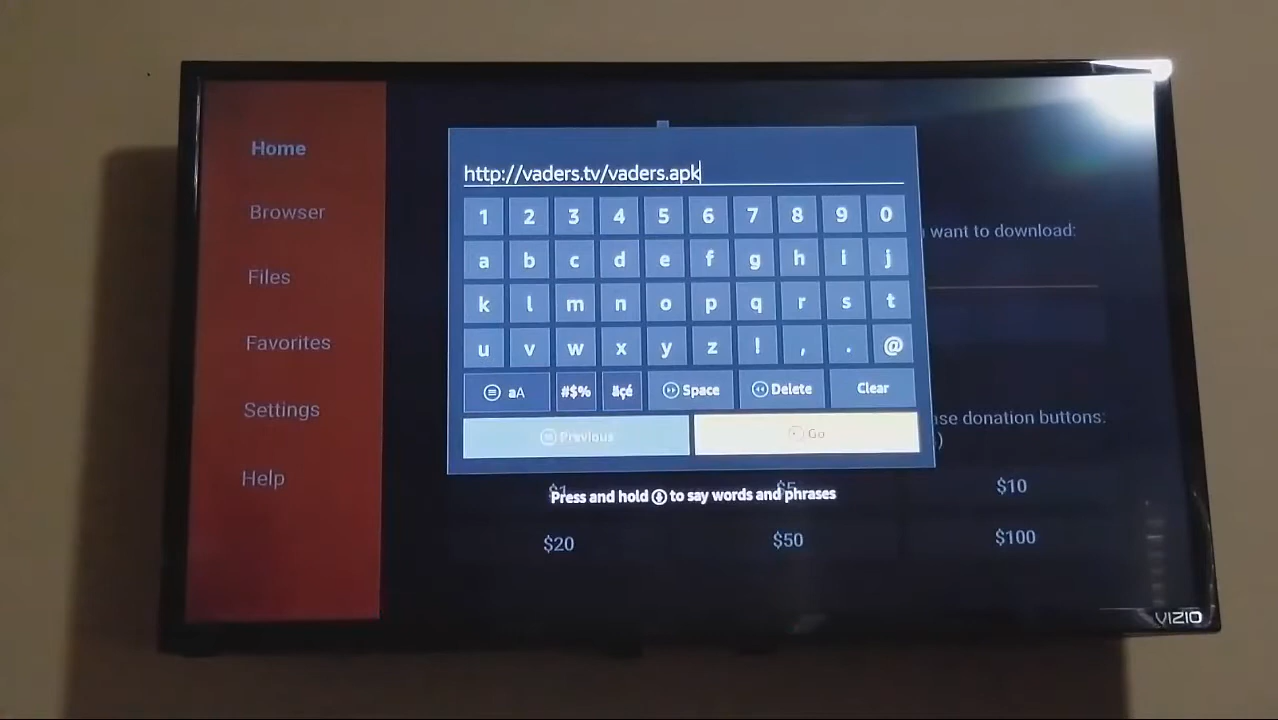 Home
Browser
Files
Favorites
Settings
Help
http://vaders.tv/vaders.apk
1 2 3 4 5 6 7 8 9 0
a b c d e f g h i j
k l m n o p q r s t
u v w x y z ! , . @
aA #$% äçé Space Delete Clear
Previous Go
Press and hold to say words and phrases
want to download:
donation buttons:
)
$1 $5 $10
$20 $50 $100
VIZIO